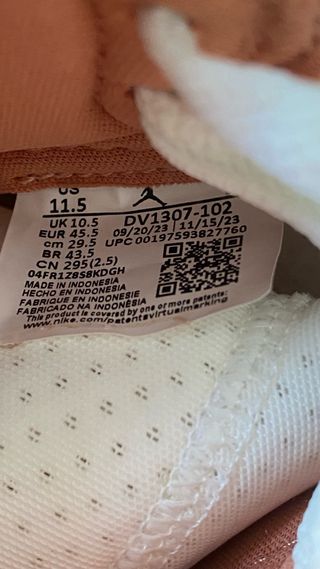 US
11.5
UK 10.5
EUR 45.5
cm 29.5
BR 43.5
CN 295(2.5)
DV1307-102
09/20/23 | 11/15/23
UPC 00197593827760
04FR1Z8S8KDGH
MADE IN INDONESIA
HECHO EN INDONESIA
FABRIQUE EN INDONESIE
FABRICADO NA INDONÉSIA
This product is covered by one or more patents:
www.nike.com/patentsvirtualmarking